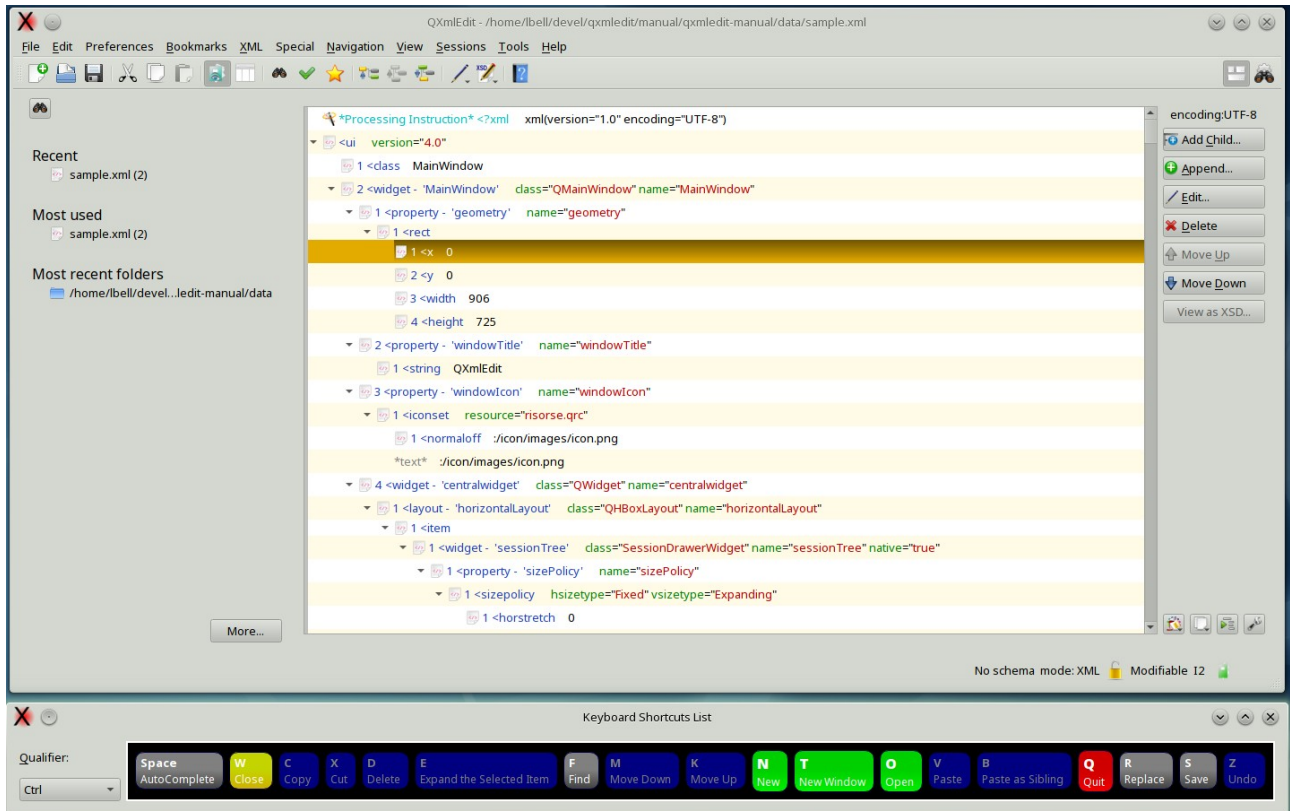 QXmlEdit - /home/lbell/devel/qxmledit/manual/qxmledit-manual/data/sample.xml
File Edit Preferences Bookmarks XML Special Navigation View Sessions Tools Help
Recent
sample.xml (2)
Most used
sample.xml (2)
Most recent folders
/home/lbell/devel...ledit-manual/data
More...
*Processing Instruction* <?xml xml(version="1.0" encoding="UTF-8")
<ui version="4.0"
1 <class MainWindow
2 <widget - 'MainWindow' class="QMainWindow" name="MainWindow"
1 <property - 'geometry' name="geometry"
1 <rect
1 <x 0
2 <y 0
3 <width 906
4 <height 725
2 <property - 'windowTitle' name="windowTitle"
1 <string QXmlEdit
3 <property - 'windowIcon' name="windowIcon"
1 <iconset resource="risorse.qrc"
1 <normaloff :/icon/images/icon.png
*text* :/icon/images/icon.png
4 <widget - 'centralwidget' class="QWidget" name="centralwidget"
1 <layout - 'horizontalLayout' class="QHBoxLayout" name="horizontalLayout"
1 <item
1 <widget - 'sessionTree' class="SessionDrawerWidget" name="sessionTree" native="true"
1 <property - 'sizePolicy' name="sizePolicy"
1 <sizepolicy hsizetype="Fixed" vsizetype="Expanding"
1 <horstretch 0
encoding:UTF-8
Add Child...
Append...
Edit...
Delete
Move Up
Move Down
View as XSD...
No schema mode: XML Modifiable I2
Keyboard Shortcuts List
Qualifier:
Ctrl
Space W C X D E F M K N T O V B Q R S Z
AutoComplete Close Copy Cut Delete Expand the Selected Item Find Move Down Move Up New New Window Open Paste Paste as Sibling Quit Replace Save Undo